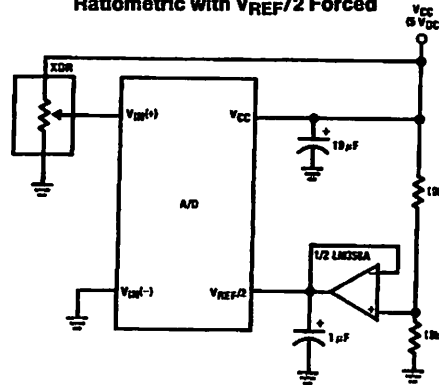 Ratiometric with VREF/2 Forced
VCC
(5 VDC)
XDR
VIN(+)
VCC
10 µF
A/D
1/2 LM358A
VIN(–)
VREF/2
1 µF